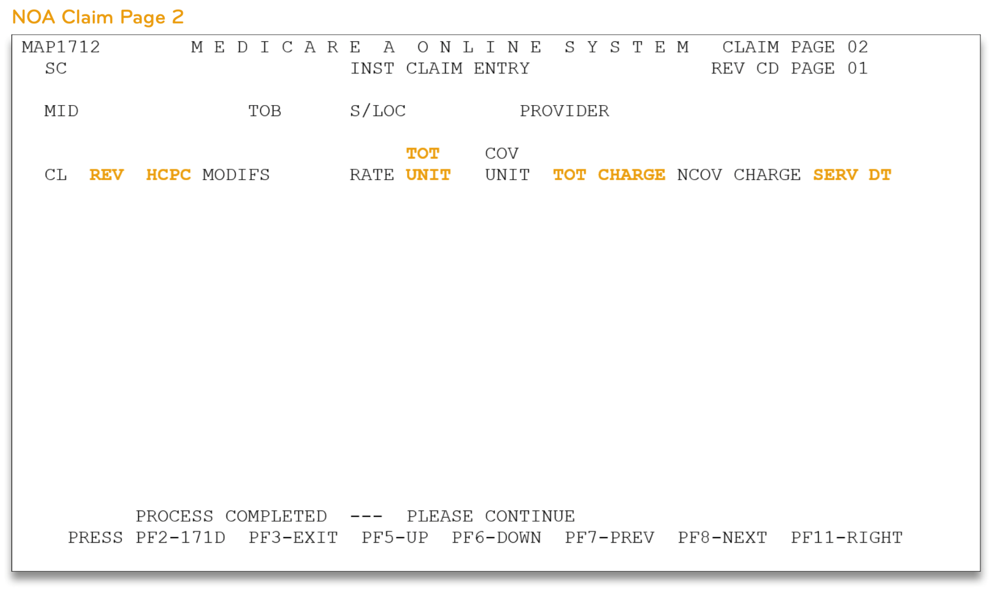 NOA Claim Page 2
MAP1712 M E D I C A R E A O N L I N E S Y S T E M CLAIM PAGE 02
SC INST CLAIM ENTRY REV CD PAGE 01
MID TOB S/LOC PROVIDER
TOT COV
CL REV HCPC MODIFS RATE UNIT UNIT TOT CHARGE NCOV CHARGE SERV DT
PROCESS COMPLETED --- PLEASE CONTINUE
PRESS PF2-171D PF3-EXIT PF5-UP PF6-DOWN PF7-PREV PF8-NEXT PF11-RIGHT